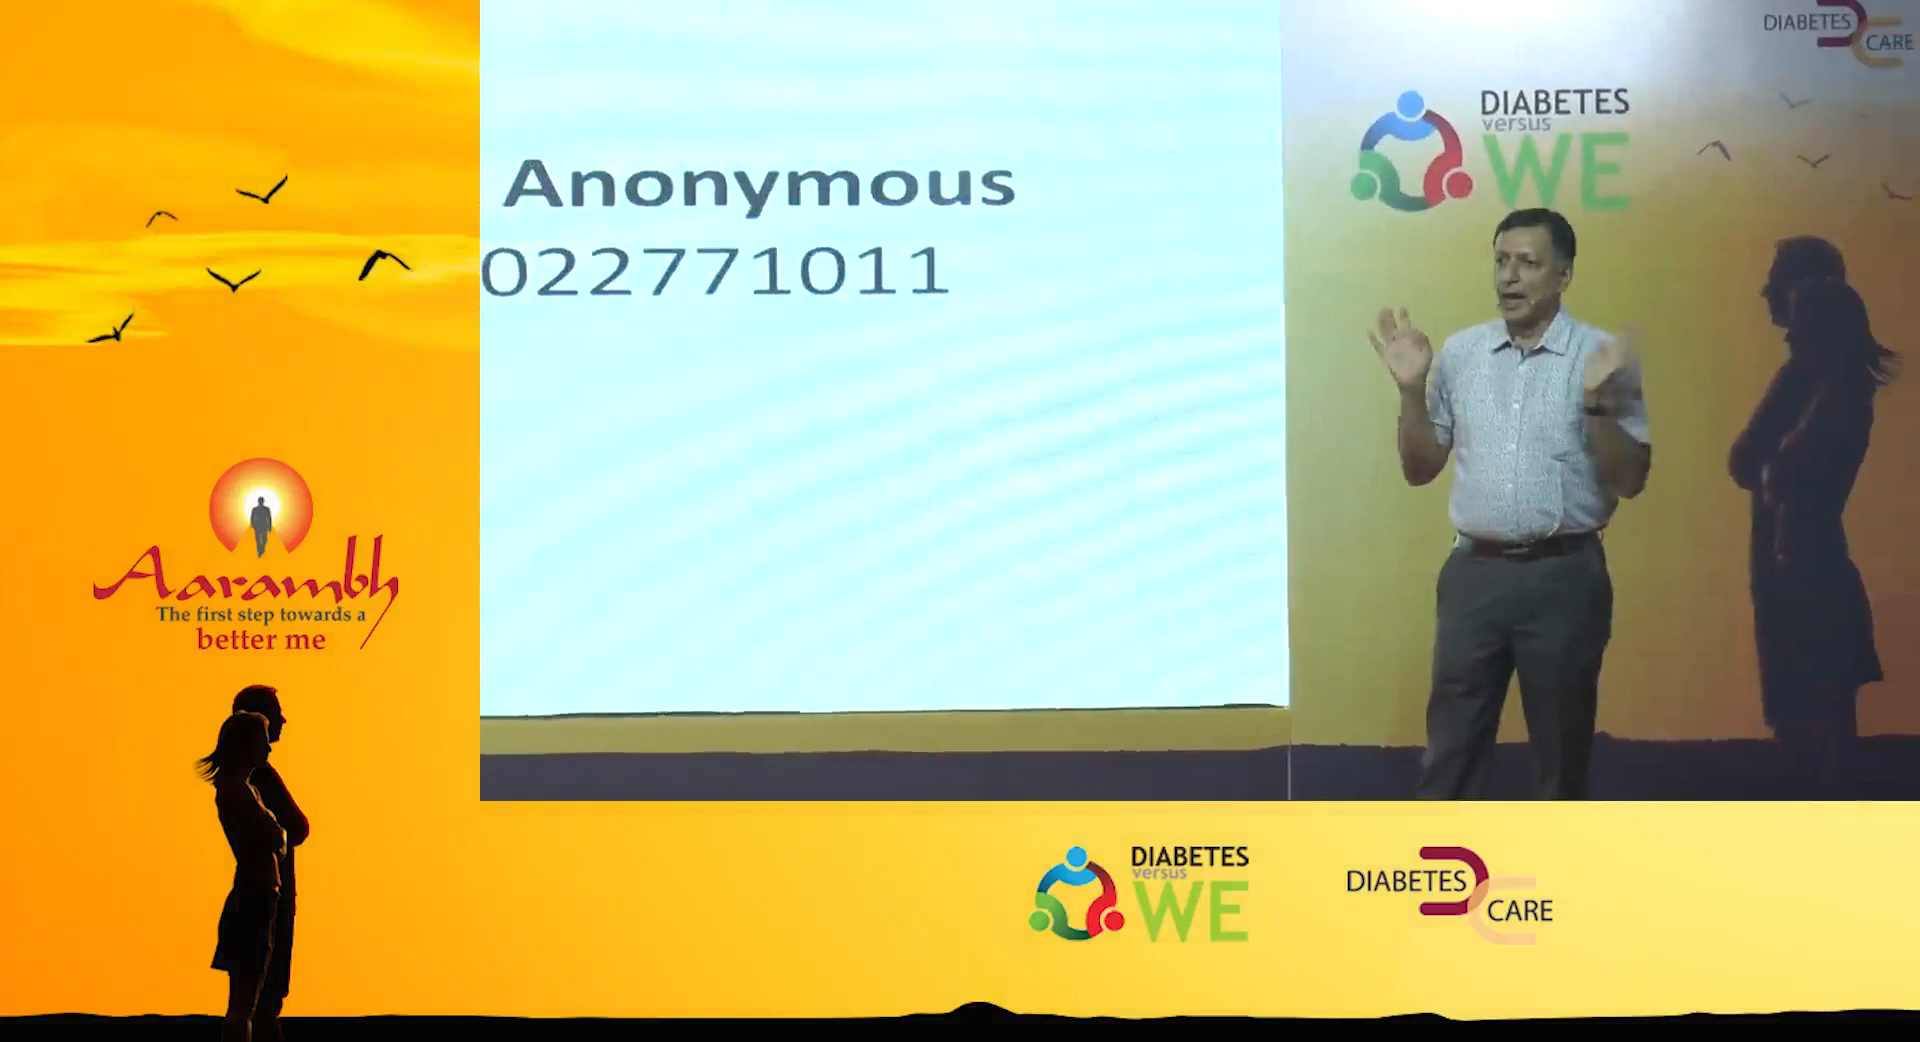 Anonymous
022771011
DIABETES
versus
WE
DIABETES
CARE
Aarambh
The first step towards a
better me
DIABETES
versus
WE
DIABETES
CARE